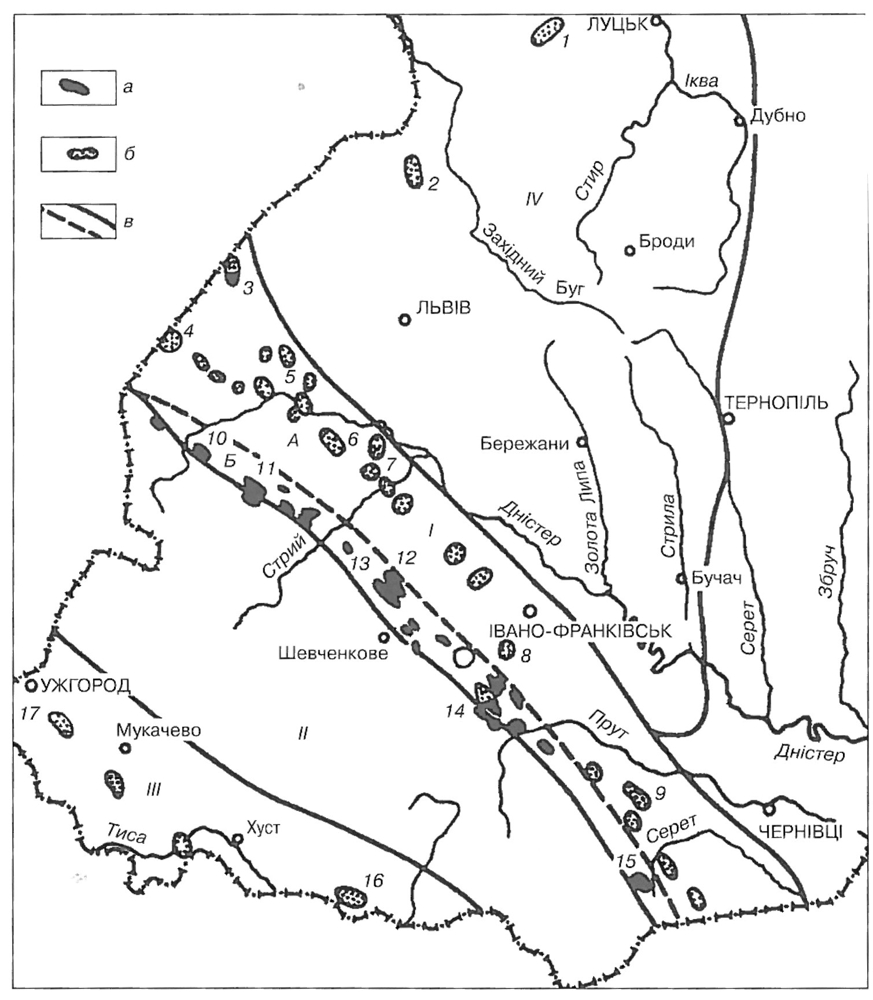 ЛУЦЬК
1
а
Іква
Дубно
б
2
Стир
IV
в
Західний
Буг
Броди
3
ЛЬВІВ
4
5
ТЕРНОПІЛЬ
10
А
6
Бережани
Б
11
7
Золота Липа
Стрила
Дністер
I
Стрий
13
12
Збруч
Бучач
Серет
ІВАНО-ФРАНКІВСЬК
Шевченкове
8
УЖГОРОД
17
14
Мукачево
II
Прут
Дністер
III
9
Тиса
Хуст
Серет
ЧЕРНІВЦІ
15
16